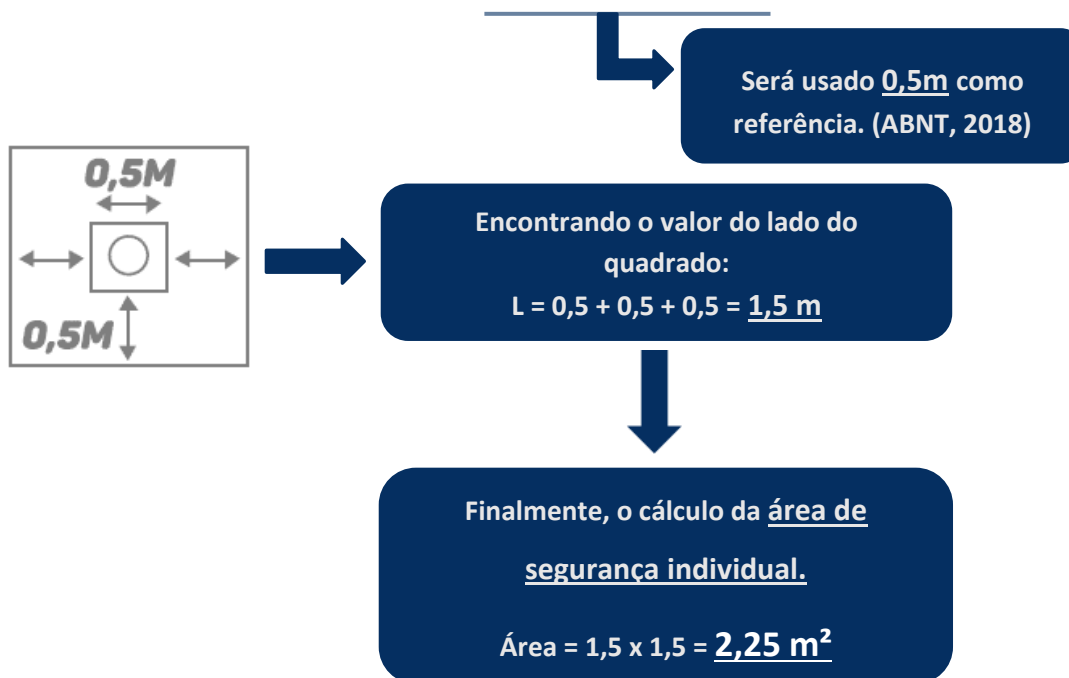 Será usado 0,5m como
referência. (ABNT, 2018)
0,5M
0,5M
Encontrando o valor do lado do
quadrado:
L = 0,5 + 0,5 + 0,5 = 1,5 m
Finalmente, o cálculo da área de
segurança individual.
Área = 1,5 x 1,5 = 2,25 m²